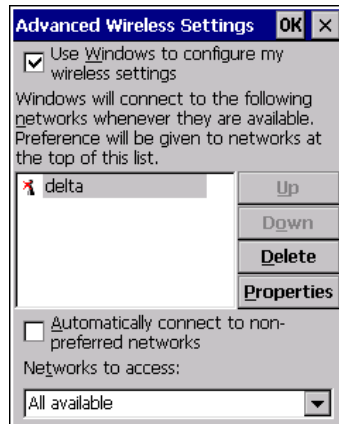 Advanced Wireless Settings OK ×
Use Windows to configure my
wireless settings
Windows will connect to the following
networks whenever they are available.
Preference will be given to networks at
the top of this list.
delta
Up
Down
Delete
Properties
Automatically connect to non-
preferred networks
Networks to access:
All available